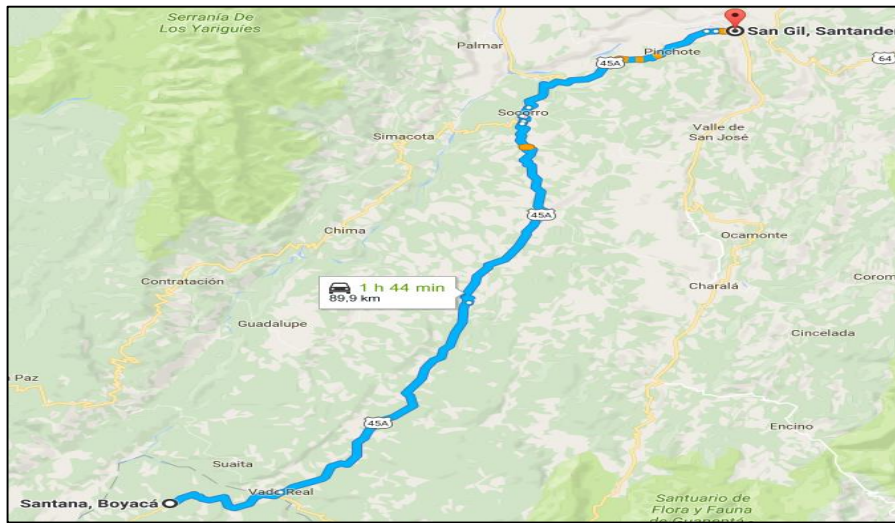 Serranía De
Los Yariguíes
Palmar
San Gil, Santander
Pinchote
45A
64
Socorro
Simacota
Valle de
San José
45A
Chima
Ocamonte
Contratación
1 h 44 min
89,9 km
Charalá
Guadalupe
Cincelada
Paz
45A
Encino
Suaita
Vado Real
Santana, Boyacá
Santuario de
Flora y Fauna